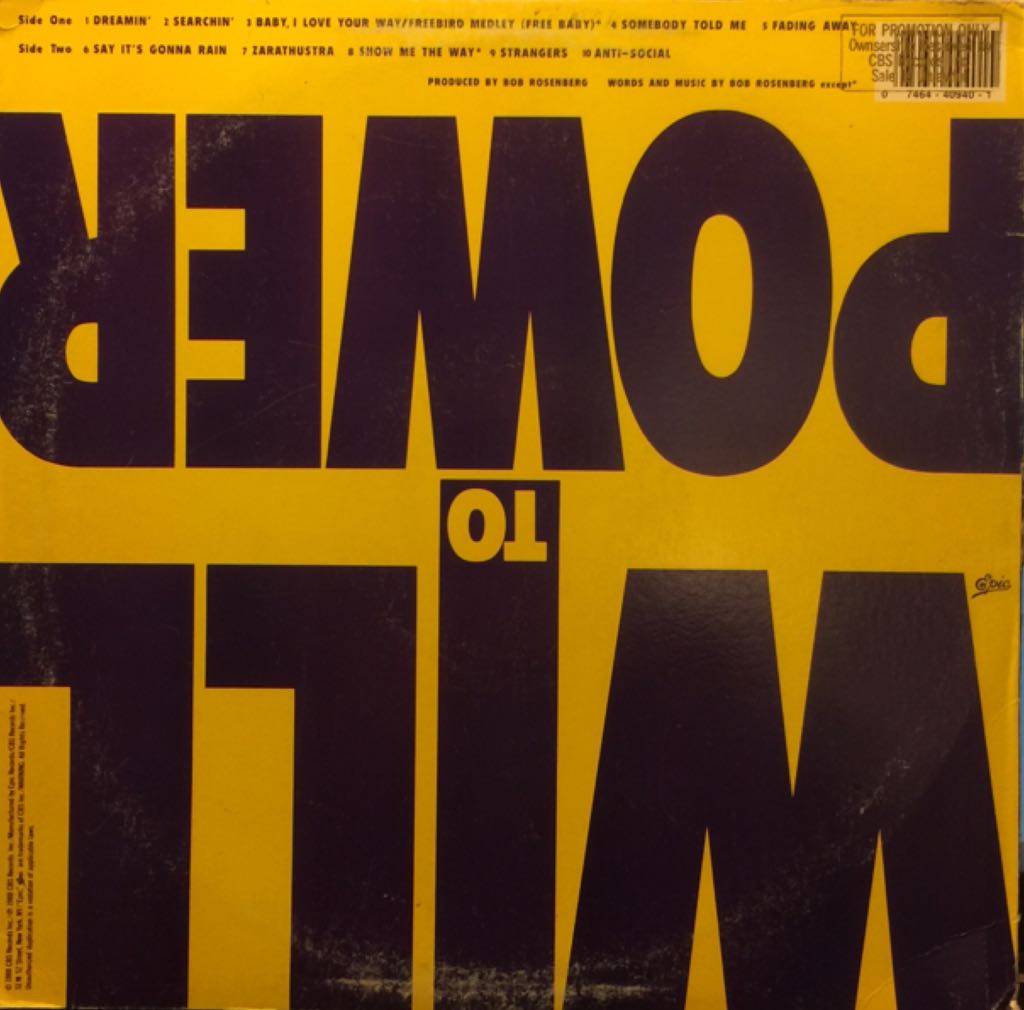 Side One 1 DREAMIN' 2 SEARCHIN' 3 BABY, I LOVE YOUR WAY/FREEBIRD MEDLEY (FREE BABY)* 4 SOMEBODY TOLD ME 5 FADING AWAY
Side Two 6 SAY IT'S GONNA RAIN 7 ZARATHUSTRA 8 SHOW ME THE WAY* 9 STRANGERS 10 ANTI-SOCIAL
PRODUCED BY BOB ROSENBERG WORDS AND MUSIC BY BOB ROSENBERG except*
FOR PROMOTION ONLY
CBS
Sale
0 7464-40940-1
WILL
TO
POWER
Epic